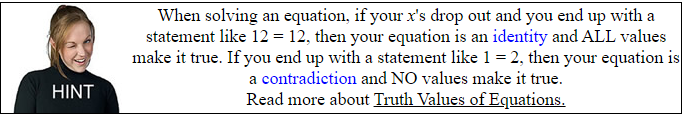 When solving an equation, if your x's drop out and you end up with a
statement like 12 = 12, then your equation is an identity and ALL values
make it true. If you end up with a statement like 1 = 2, then your equation is
a contradiction and NO values make it true.
Read more about Truth Values of Equations.
HINT